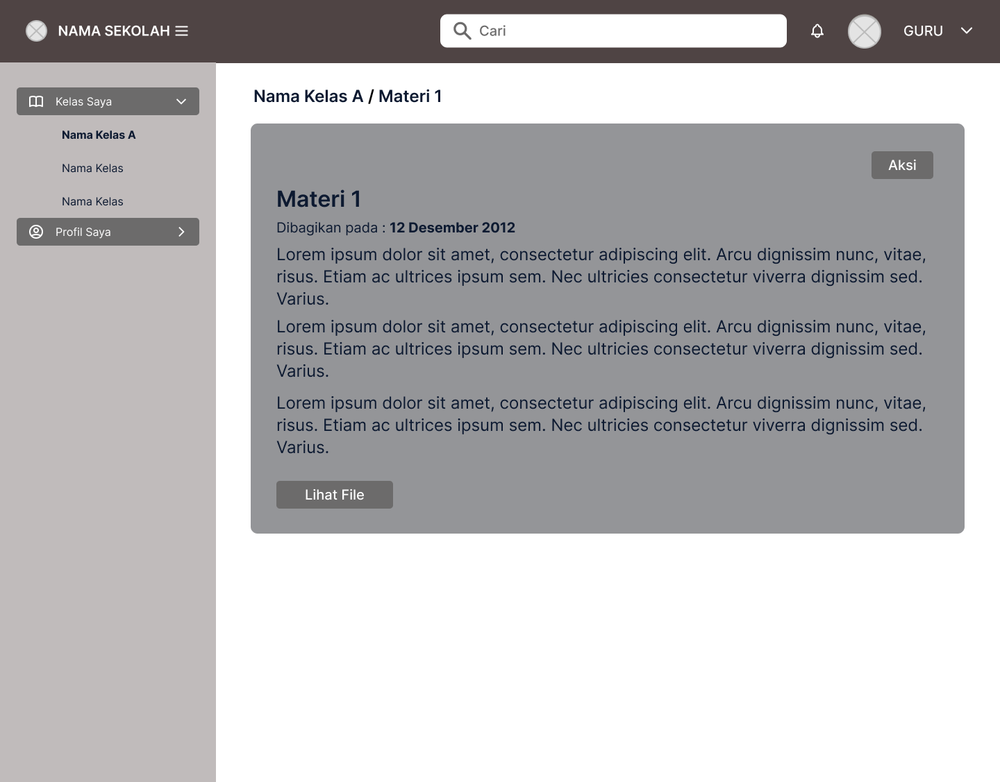 NAMA SEKOLAH
Cari
GURU
Kelas Saya
Nama Kelas A
Nama Kelas
Nama Kelas
Profil Saya
Nama Kelas A / Materi 1
Aksi
Materi 1
Dibagikan pada : 12 Desember 2012
Lorem ipsum dolor sit amet, consectetur adipiscing elit. Arcu dignissim nunc, vitae,
risus. Etiam ac ultrices ipsum sem. Nec ultricies consectetur viverra dignissim sed.
Varius.
Lorem ipsum dolor sit amet, consectetur adipiscing elit. Arcu dignissim nunc, vitae,
risus. Etiam ac ultrices ipsum sem. Nec ultricies consectetur viverra dignissim sed.
Varius.
Lorem ipsum dolor sit amet, consectetur adipiscing elit. Arcu dignissim nunc, vitae,
risus. Etiam ac ultrices ipsum sem. Nec ultricies consectetur viverra dignissim sed.
Varius.
Lihat File